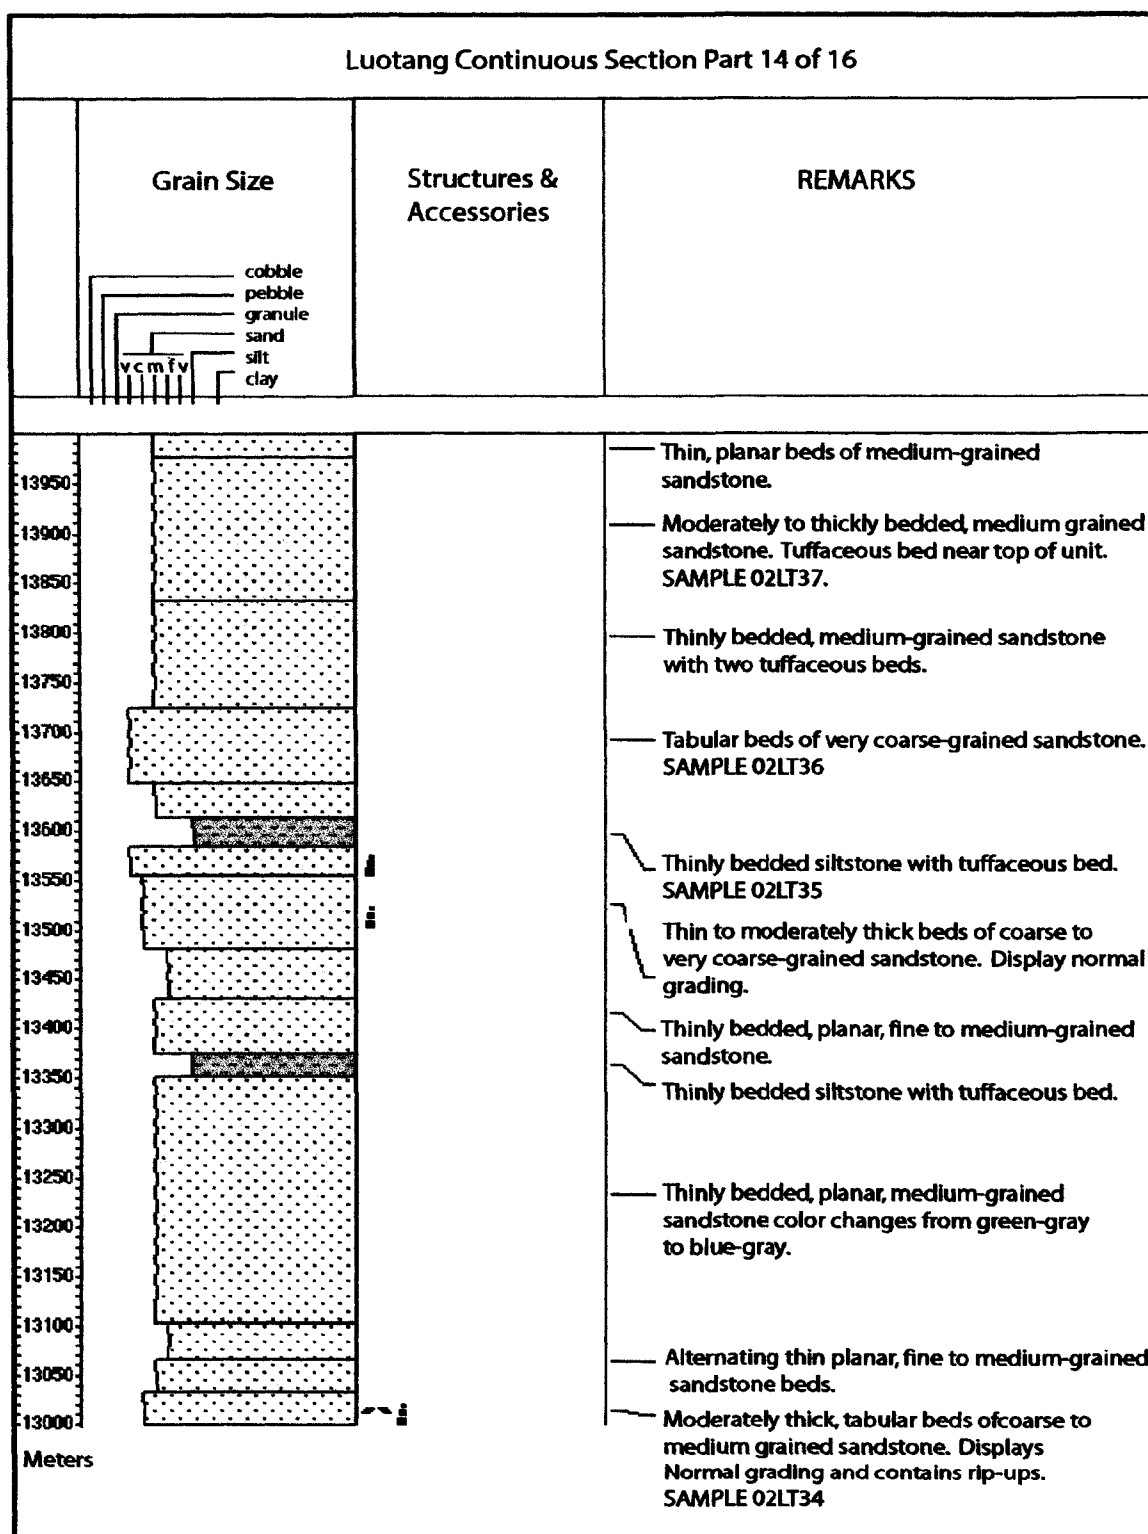 Luotang Continuous Section Part 14 of 16
Grain Size
Structures &
Accessories
REMARKS
cobble
pebble
granule
sand
silt
v c m f v
clay
Thin, planar beds of medium-grained
sandstone.
13950
13900
Moderately to thickly bedded, medium grained
sandstone. Tuffaceous bed near top of unit.
SAMPLE 02LT37.
13850
13800
Thinly bedded, medium-grained sandstone
with two tuffaceous beds.
13750
13700
Tabular beds of very coarse-grained sandstone.
SAMPLE 02LT36
13650
13600
Thinly bedded siltstone with tuffaceous bed.
SAMPLE 02LT35
13550
13500
Thin to moderately thick beds of coarse to
very coarse-grained sandstone. Display normal
grading.
13450
13400
Thinly bedded, planar, fine to medium-grained
sandstone.
13350
Thinly bedded siltstone with tuffaceous bed.
13300
13250
Thinly bedded, planar, medium-grained
sandstone color changes from green-gray
to blue-gray.
13200
13150
13100
13050
Alternating thin planar, fine to medium-grained
sandstone beds.
13000
Moderately thick, tabular beds ofcoarse to
medium grained sandstone. Displays
Normal grading and contains rip-ups.
SAMPLE 02LT34
Meters